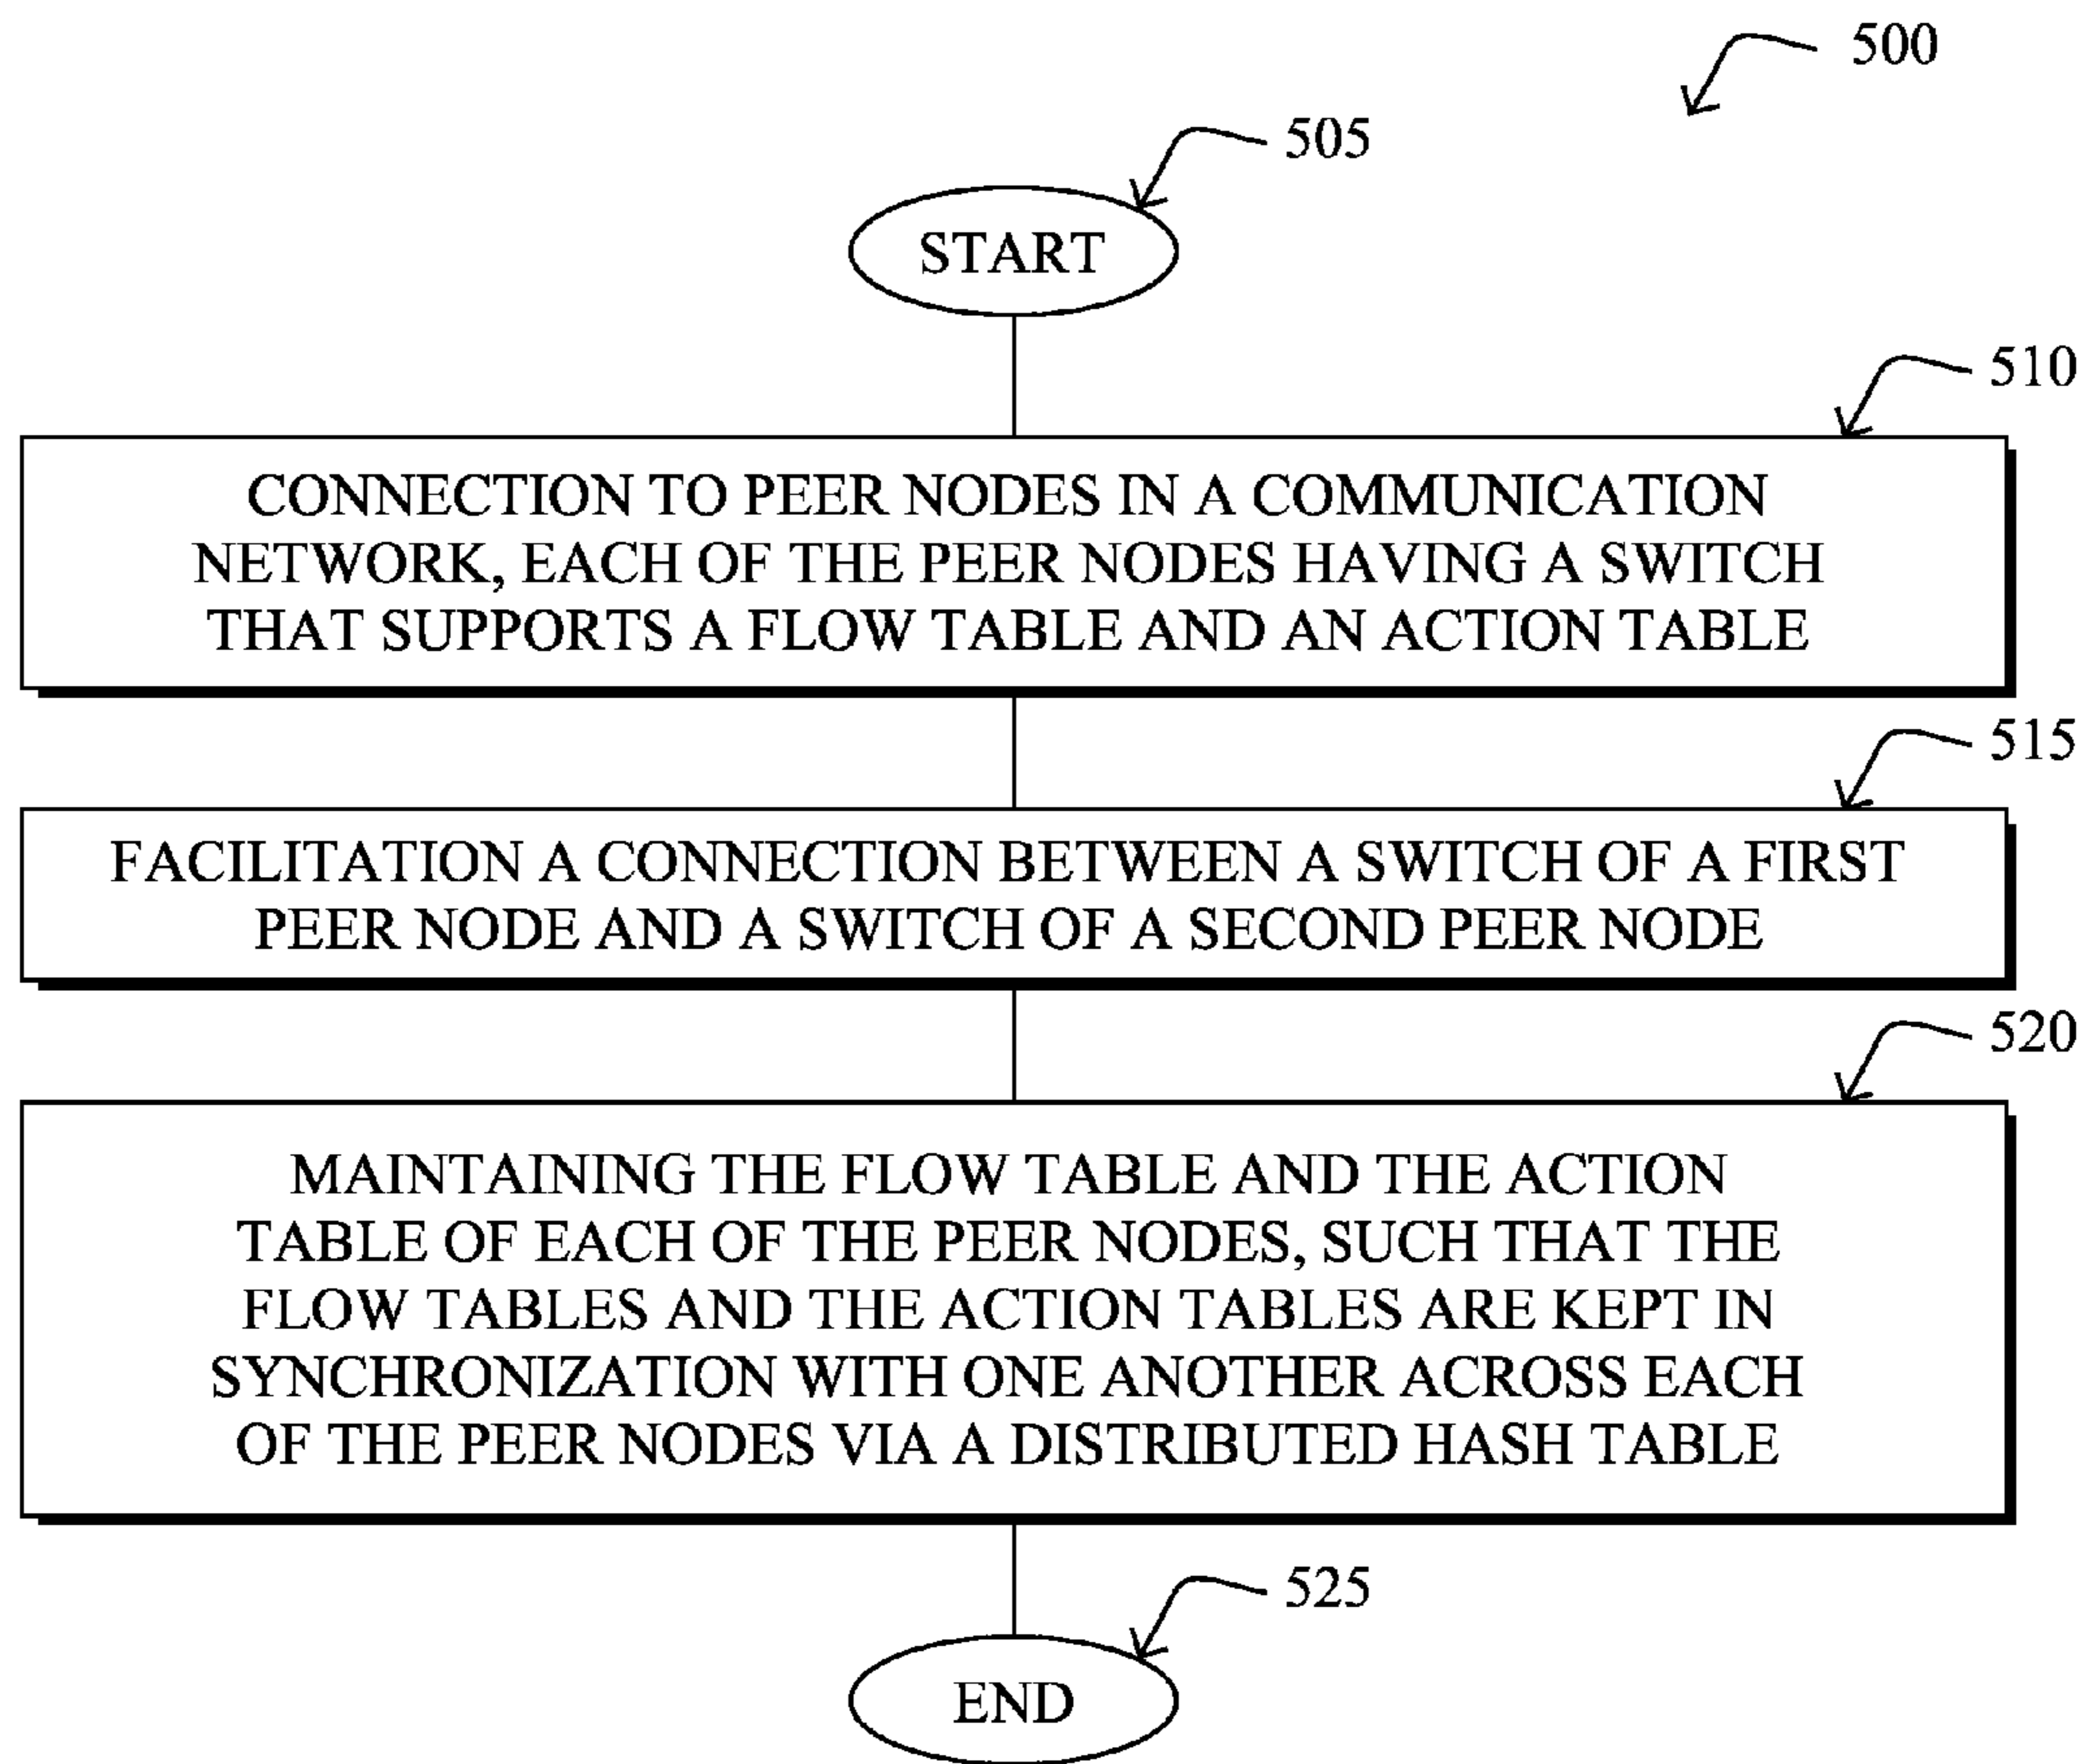 500
505
START
510
CONNECTION TO PEER NODES IN A COMMUNICATION
NETWORK, EACH OF THE PEER NODES HAVING A SWITCH
THAT SUPPORTS A FLOW TABLE AND AN ACTION TABLE
515
FACILITATION A CONNECTION BETWEEN A SWITCH OF A FIRST
PEER NODE AND A SWITCH OF A SECOND PEER NODE
520
MAINTAINING THE FLOW TABLE AND THE ACTION
TABLE OF EACH OF THE PEER NODES, SUCH THAT THE
FLOW TABLES AND THE ACTION TABLES ARE KEPT IN
SYNCHRONIZATION WITH ONE ANOTHER ACROSS EACH
OF THE PEER NODES VIA A DISTRIBUTED HASH TABLE
525
END